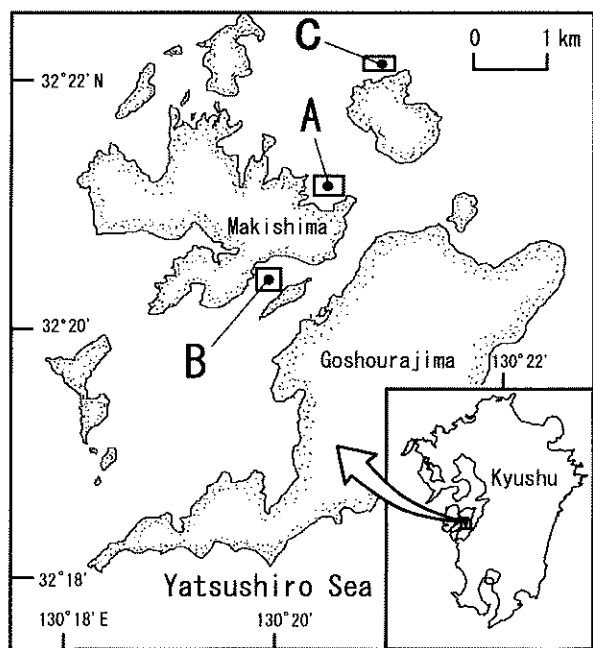 C
0 1 km
32°22' N
A
Makishima
32°20'
B
130°22'
Goshourajima
Kyushu
32°18'
Yatsushiro Sea
130°18' E
130°20'